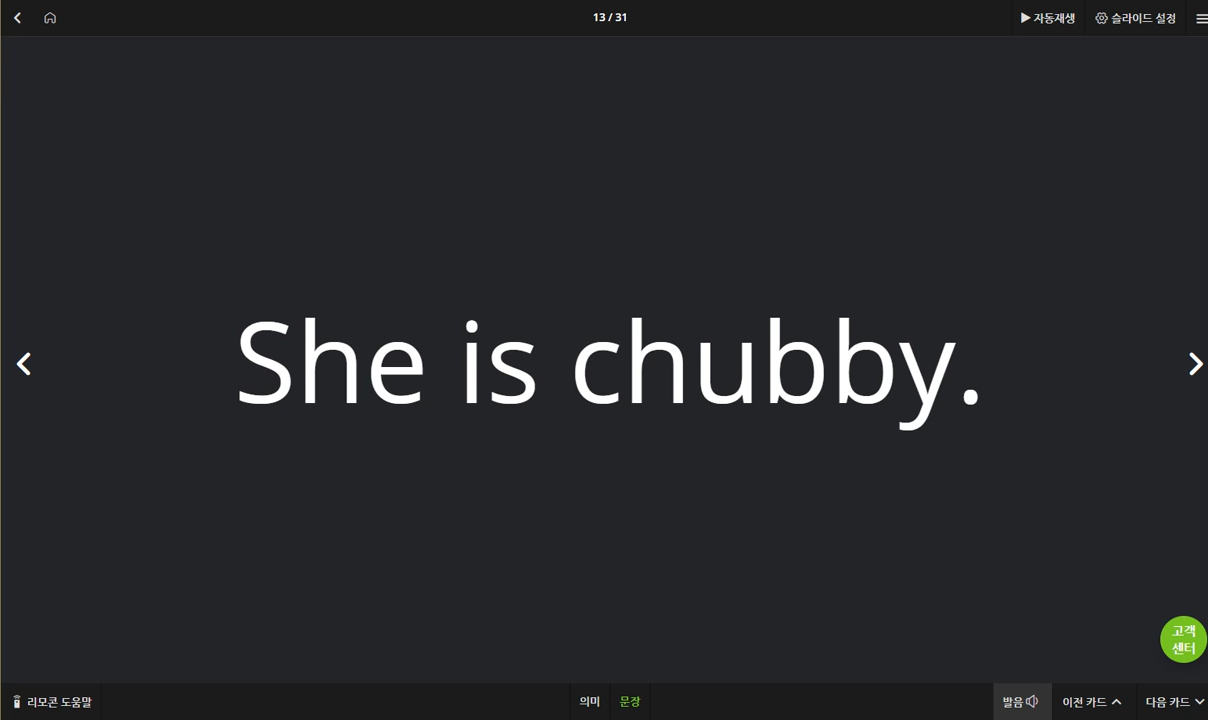 13 / 31
자동재생
슬라이드 설정
She is chubby.
고객
센터
리모콘 도움말
의미
문장
발음
이전 카드
다음 카드